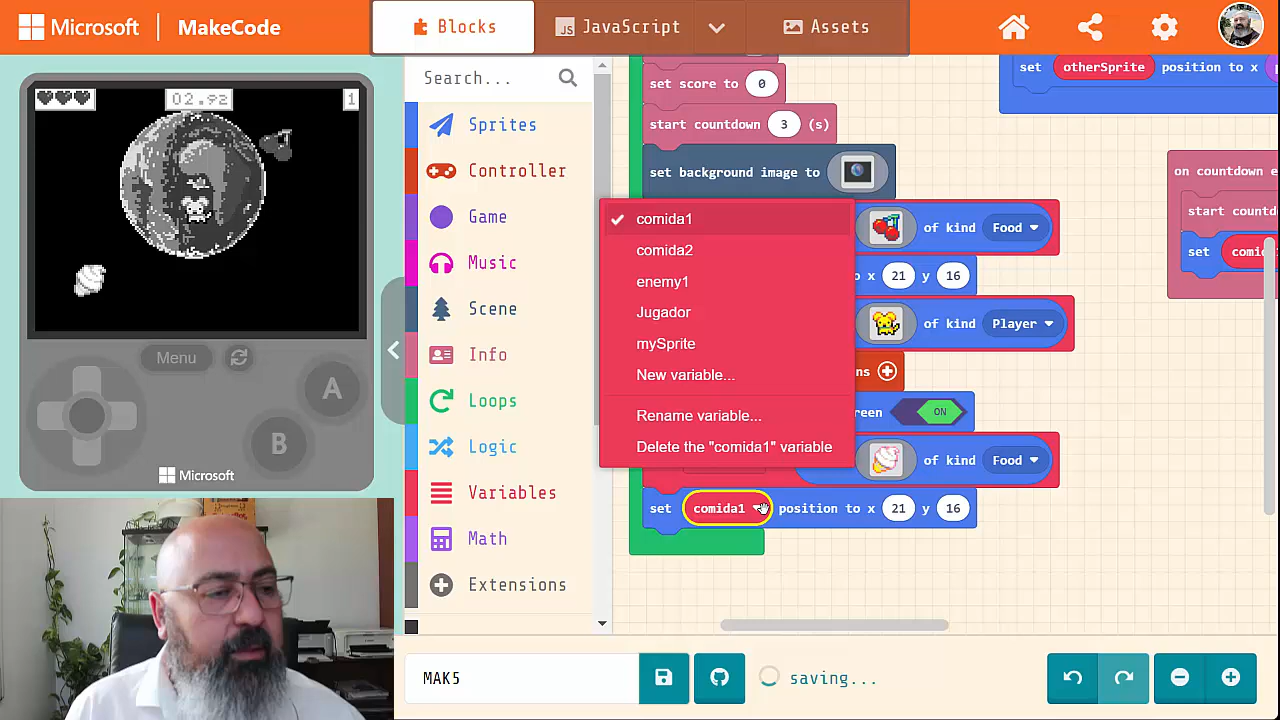 Microsoft
MakeCode
Blocks
JavaScript
Assets
02.92
1
Menu
A
B
Microsoft
Search...
Sprites
Controller
Game
Music
Scene
Info
Loops
Logic
Variables
Math
Extensions
set score to 0
start countdown 3 (s)
set background image to
of kind Food
x 21 y 16
of kind Player
ON
of kind Food
set comida1 position to x 21 y 16
comida1
comida2
enemy1
Jugador
mySprite
New variable...
Rename variable...
Delete the "comida1" variable
set otherSprite position to x
on countdown e
start countd
set comi
MAK5
saving...